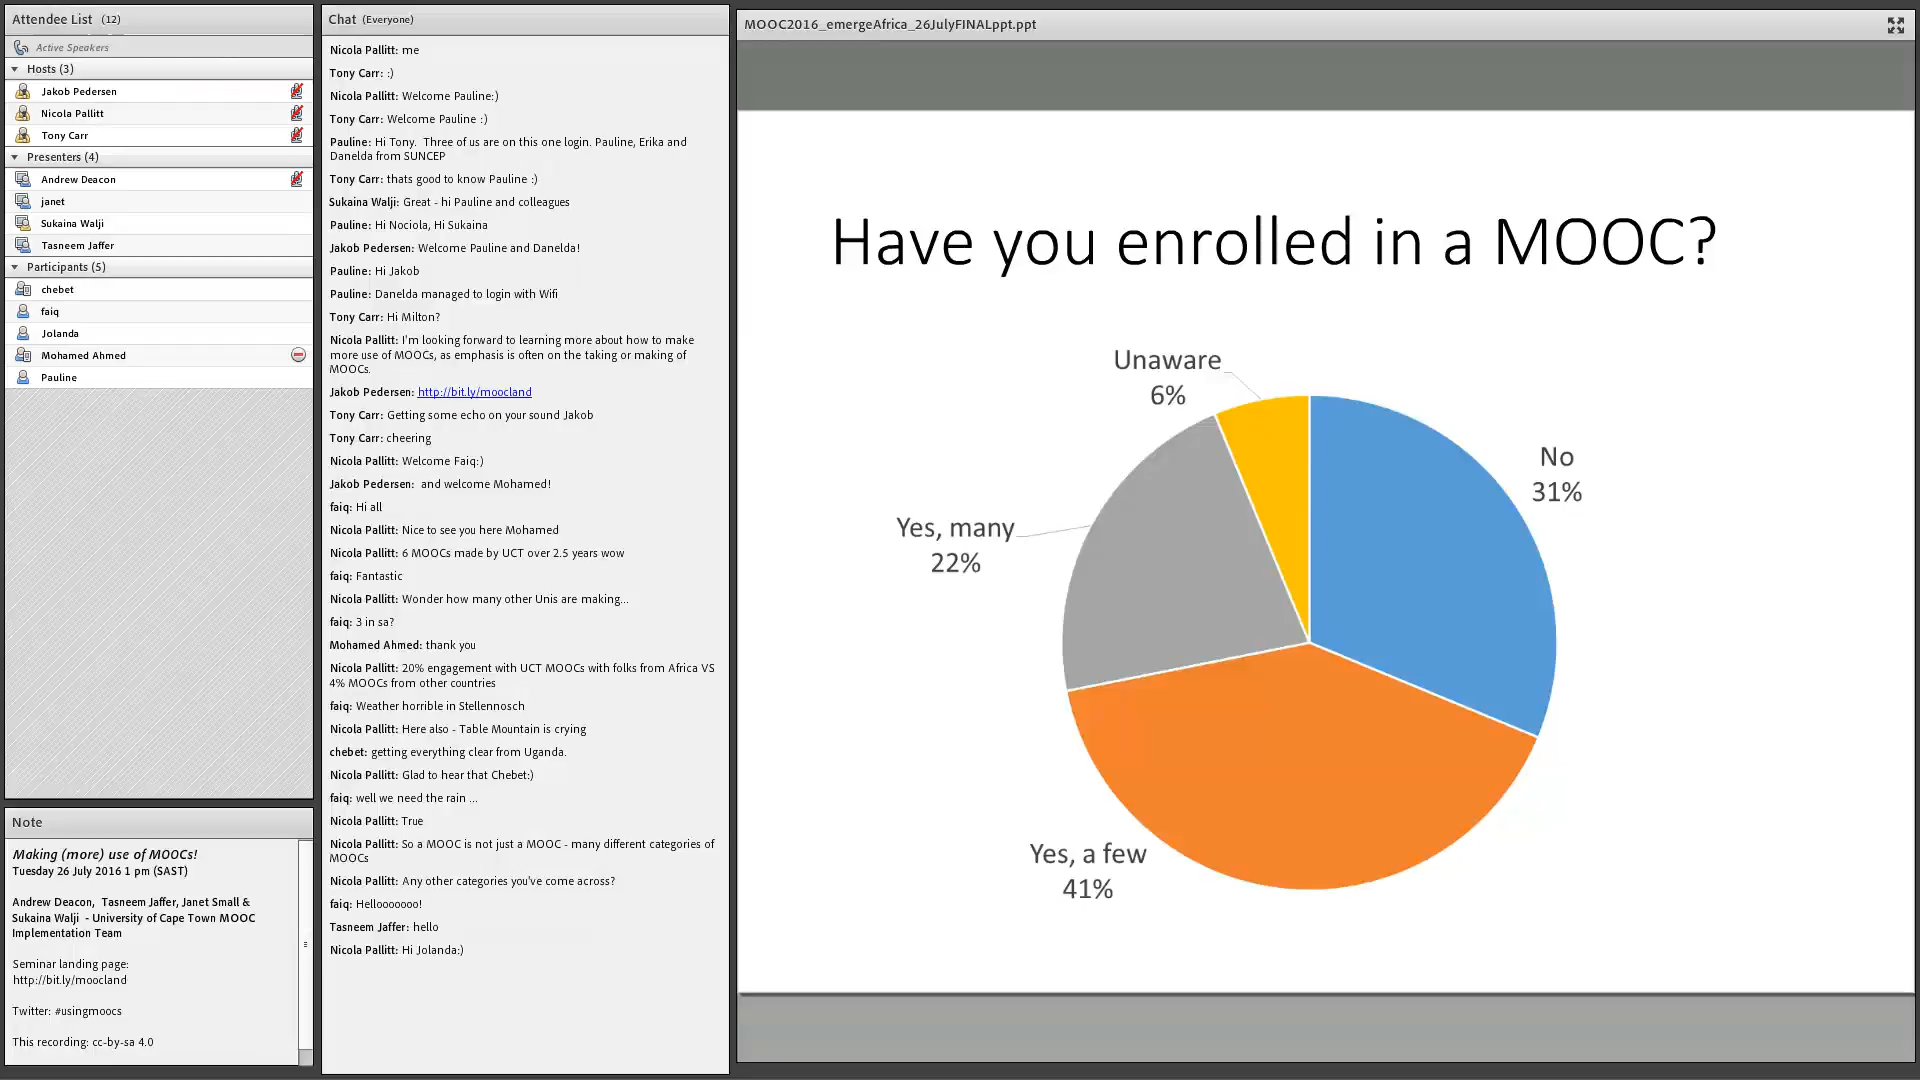 Attendee List (12)
Active Speakers
Hosts (3)
Jakob Pedersen
Nicola Pallitt
Tony Carr
Presenters (4)
Andrew Deacon
janet
Sukaina Walji
Tasneem Jaffer
Participants (5)
chebet
faiq
Jolanda
Mohamed Ahmed
Pauline
Note
Making (more) use of MOOCs!
Tuesday 26 July 2016 1 pm (SAST)
Andrew Deacon,  Tasneem Jaffer, Janet Small &
Sukaina Walji  - University of Cape Town MOOC
Implementation Team
Seminar landing page:
http://bit.ly/moocland
Twitter: #usingmoocs
This recording: cc-by-sa 4.0
Chat (Everyone)
Nicola Pallitt: me
Tony Carr: :)
Nicola Pallitt: Welcome Pauline:)
Tony Carr: Welcome Pauline :)
Pauline: Hi Tony.  Three of us are on this one login. Pauline, Erika and
Danelda from SUNCEP
Tony Carr: thats good to know Pauline :)
Sukaina Walji: Great - hi Pauline and colleagues
Pauline: Hi Nociola, Hi Sukaina
Jakob Pedersen: Welcome Pauline and Danelda!
Pauline: Hi Jakob
Pauline: Danelda managed to login with Wifi
Tony Carr: Hi Milton?
Nicola Pallitt: I'm looking forward to learning more about how to make
more use of MOOCs, as emphasis is often on the taking or making of
MOOCs.
Jakob Pedersen: http://bit.ly/moocland
Tony Carr: Getting some echo on your sound Jakob
Tony Carr: cheering
Nicola Pallitt: Welcome Faiq:)
Jakob Pedersen:  and welcome Mohamed!
faiq: Hi all
Nicola Pallitt: Nice to see you here Mohamed
Nicola Pallitt: 6 MOOCs made by UCT over 2.5 years wow
faiq: Fantastic
Nicola Pallitt: Wonder how many other Unis are making...
faiq: 3 in sa?
Mohamed Ahmed: thank you
Nicola Pallitt: 20% engagement with UCT MOOCs with folks from Africa VS
4% MOOCs from other countries
faiq: Weather horrible in Stellennosch
Nicola Pallitt: Here also - Table Mountain is crying
chebet: getting everything clear from Uganda.
Nicola Pallitt: Glad to hear that Chebet:)
faiq: well we need the rain ...
Nicola Pallitt: True
Nicola Pallitt: So a MOOC is not just a MOOC - many different categories of
MOOCs
Nicola Pallitt: Any other categories you've come across?
faiq: Hellooooooo!
Tasneem Jaffer: hello
Nicola Pallitt: Hi Jolanda:)
MOOC2016_emergeAfrica_26JulyFINALppt.ppt
Have you enrolled in a MOOC?
Unaware
6%
No
31%
Yes, many
22%
Yes, a few
41%